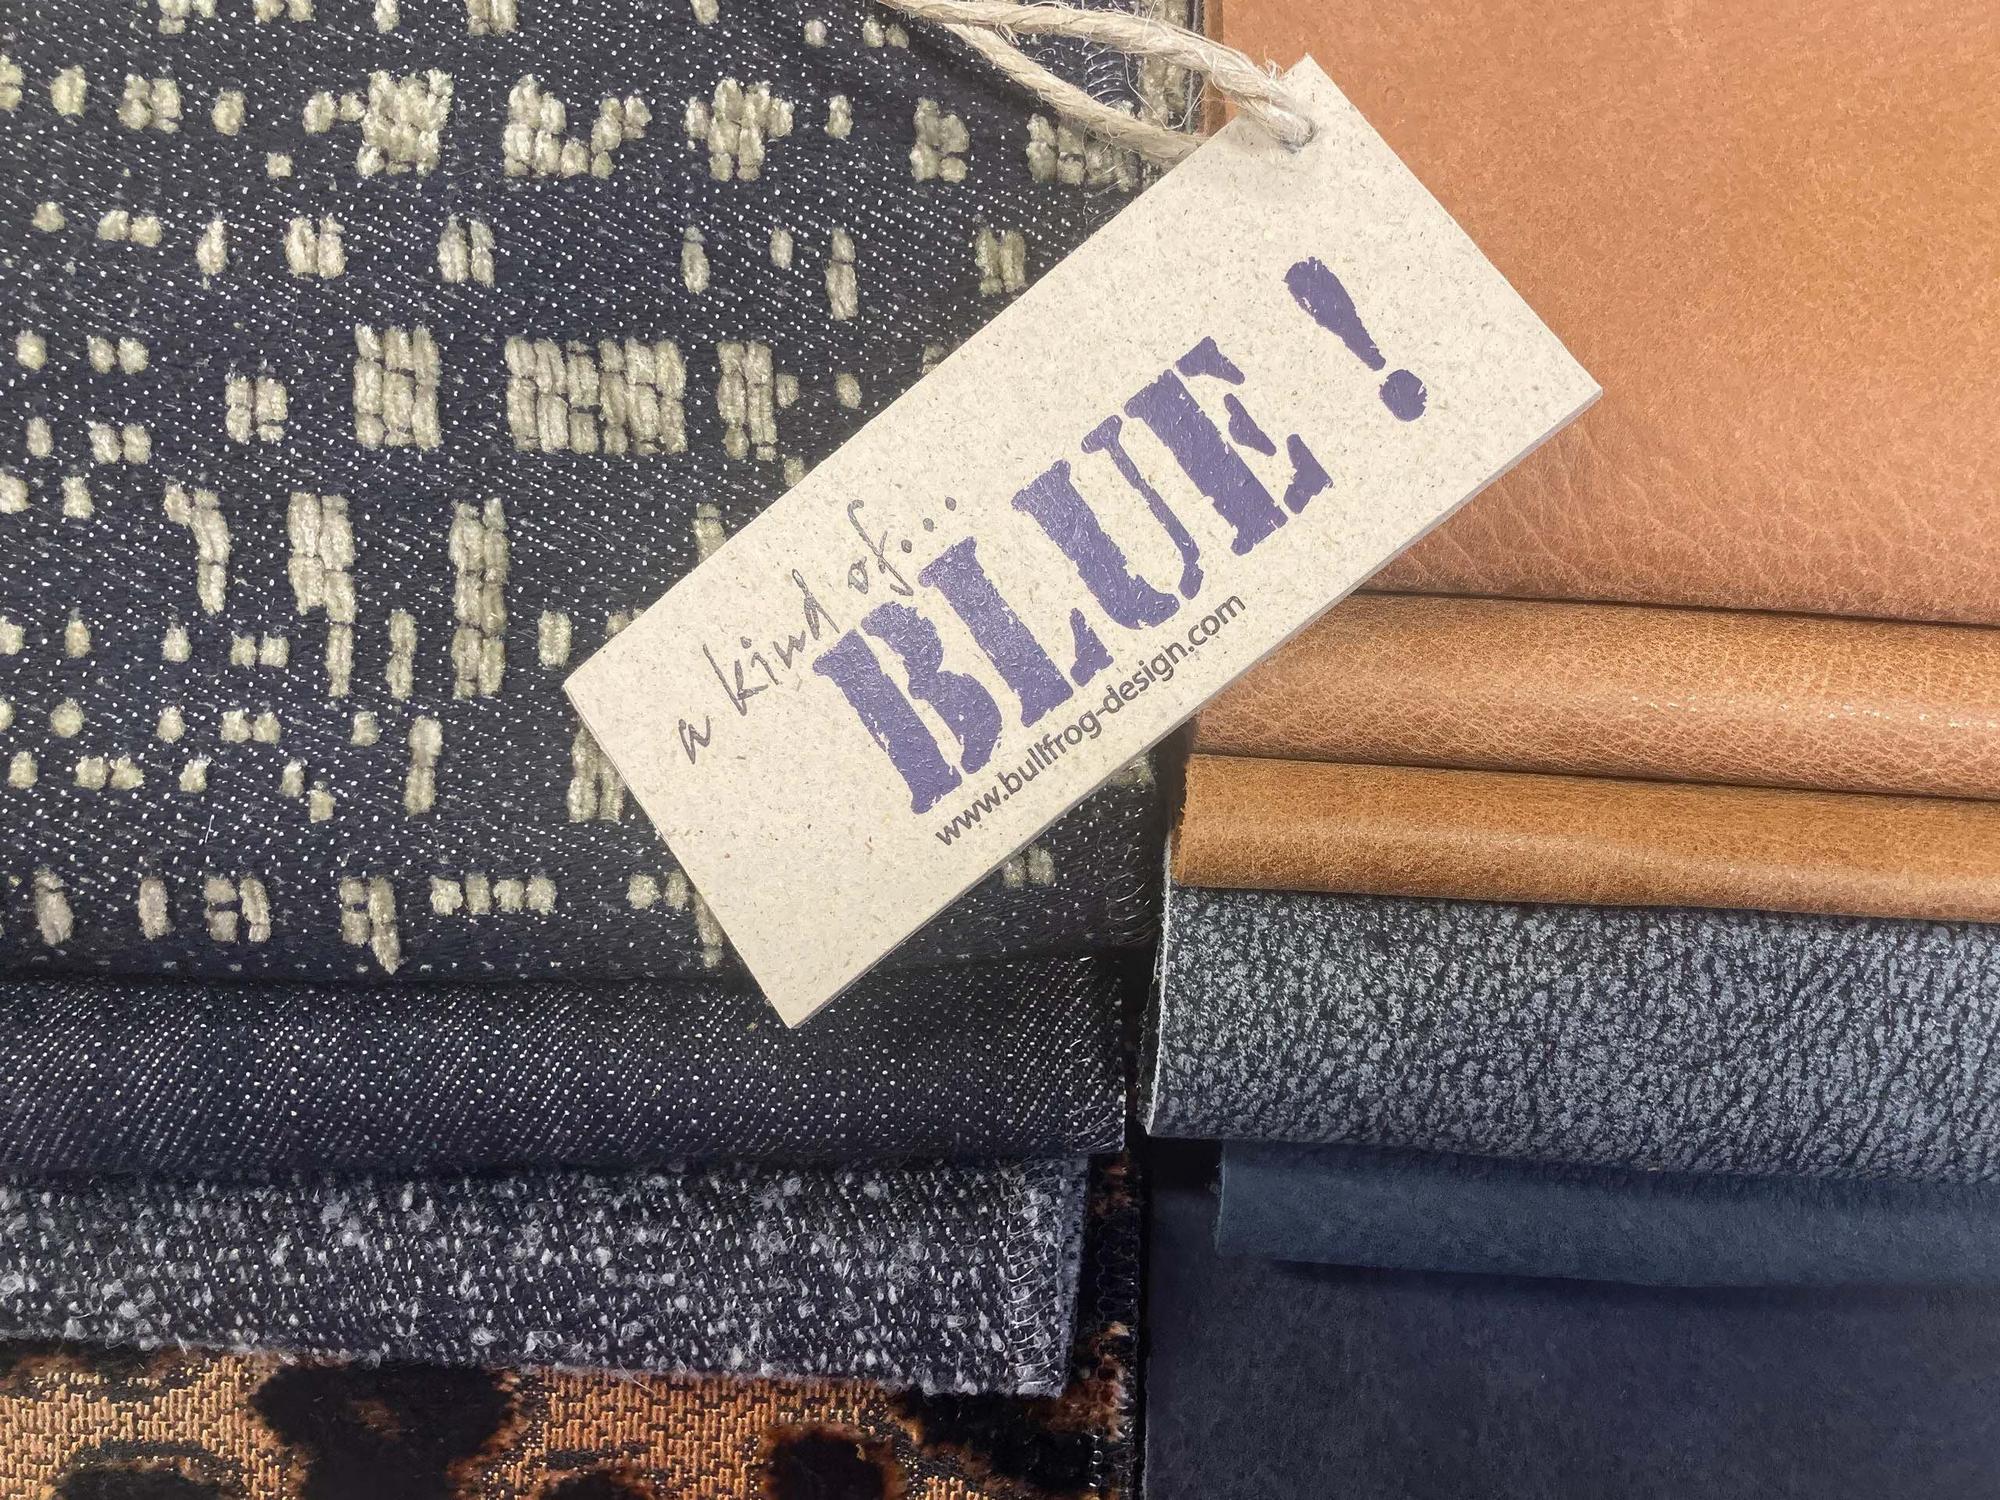 a kind of...
BLUE !
www.bullfrog-design.com